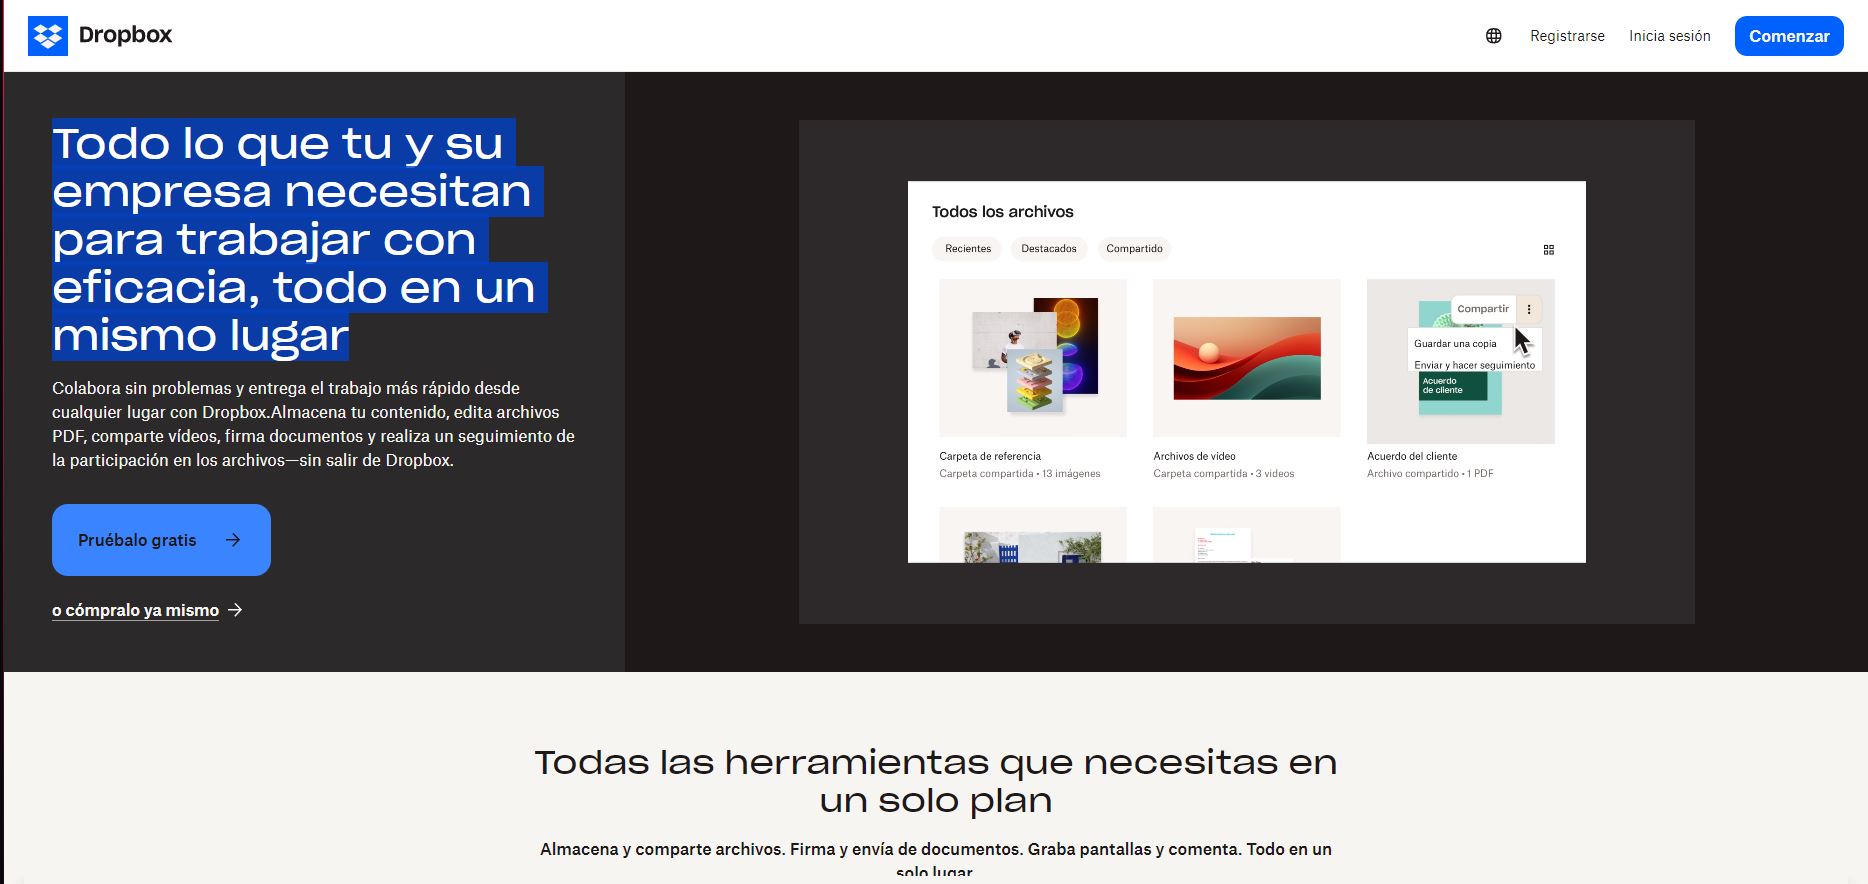 Dropbox
Registrarse
Inicia sesión
Comenzar
Todo lo que tu y su
empresa necesitan
para trabajar con
eficacia, todo en un
mismo lugar
Colabora sin problemas y entrega el trabajo más rápido desde
cualquier lugar con Dropbox.Almacena tu contenido, edita archivos
PDF, comparte vídeos, firma documentos y realiza un seguimiento de
la participación en los archivos—sin salir de Dropbox.
Pruébalo gratis
o cómpralo ya mismo
Todos los archivos
Recientes
Destacados
Compartido
Compartir
Guardar una copia
Enviar y hacer seguimiento
Acuerdo
de cliente
Carpeta de referencia
Carpeta compartida • 13 imágenes
Archivos de video
Carpeta compartida • 3 videos
Acuerdo del cliente
Archivo compartido • 1 PDF
Todas las herramientas que necesitas en
un solo plan
Almacena y comparte archivos. Firma y envía de documentos. Graba pantallas y comenta. Todo en un
solo lugar